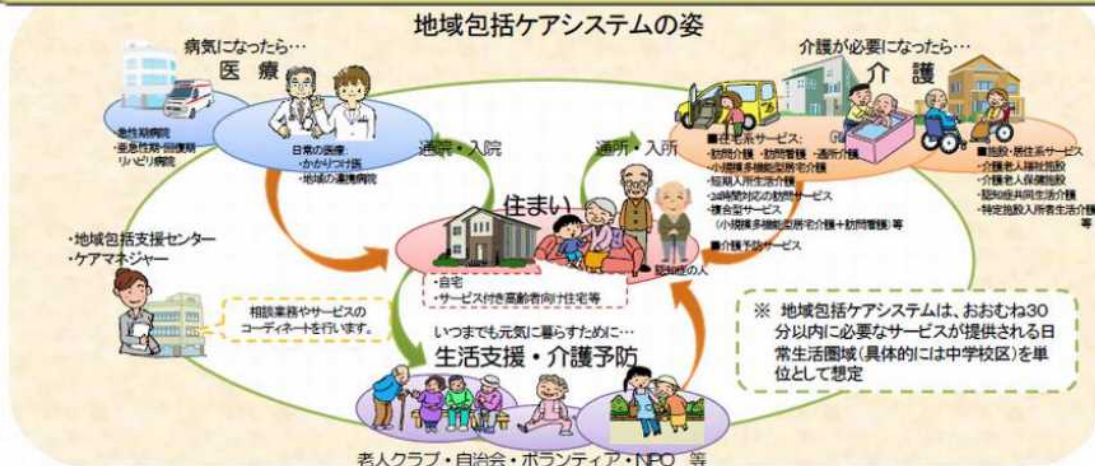 地域包括ケアシステムの姿
病気になったら…
医 療
介護が必要になったら…
介 護
・急性期病院
・亜急性期・回復期
リハビリ病院
日常の医療:
・かかりつけ医
・地域の連携病院
通院・入院
通所・入所
■在宅系サービス:
・訪問介護 ・訪問看護 ・通所介護
・小規模多機能型居宅介護
・短期入所生活介護
・24時間対応の訪問サービス
・複合型サービス
(小規模多機能型居宅介護+訪問看護)等
■介護予防サービス
■施設・居住系サービス
・介護老人福祉施設
・介護老人保健施設
・認知症共同生活介護
・特定施設入所者生活介護
等
住まい
認知症の人
・自宅
・サービス付き高齢者向け住宅等
・地域包括支援センター
・ケアマネジャー
相談業務やサービスの
コーディネートを行います。
いつまでも元気に暮らすために…
生活支援・介護予防
老人クラブ・自治会・ボランティア・NPO 等
※ 地域包括ケアシステムは、おおむね30
分以内に必要なサービスが提供される日
常生活圏域(具体的には中学校区)を単
位として想定